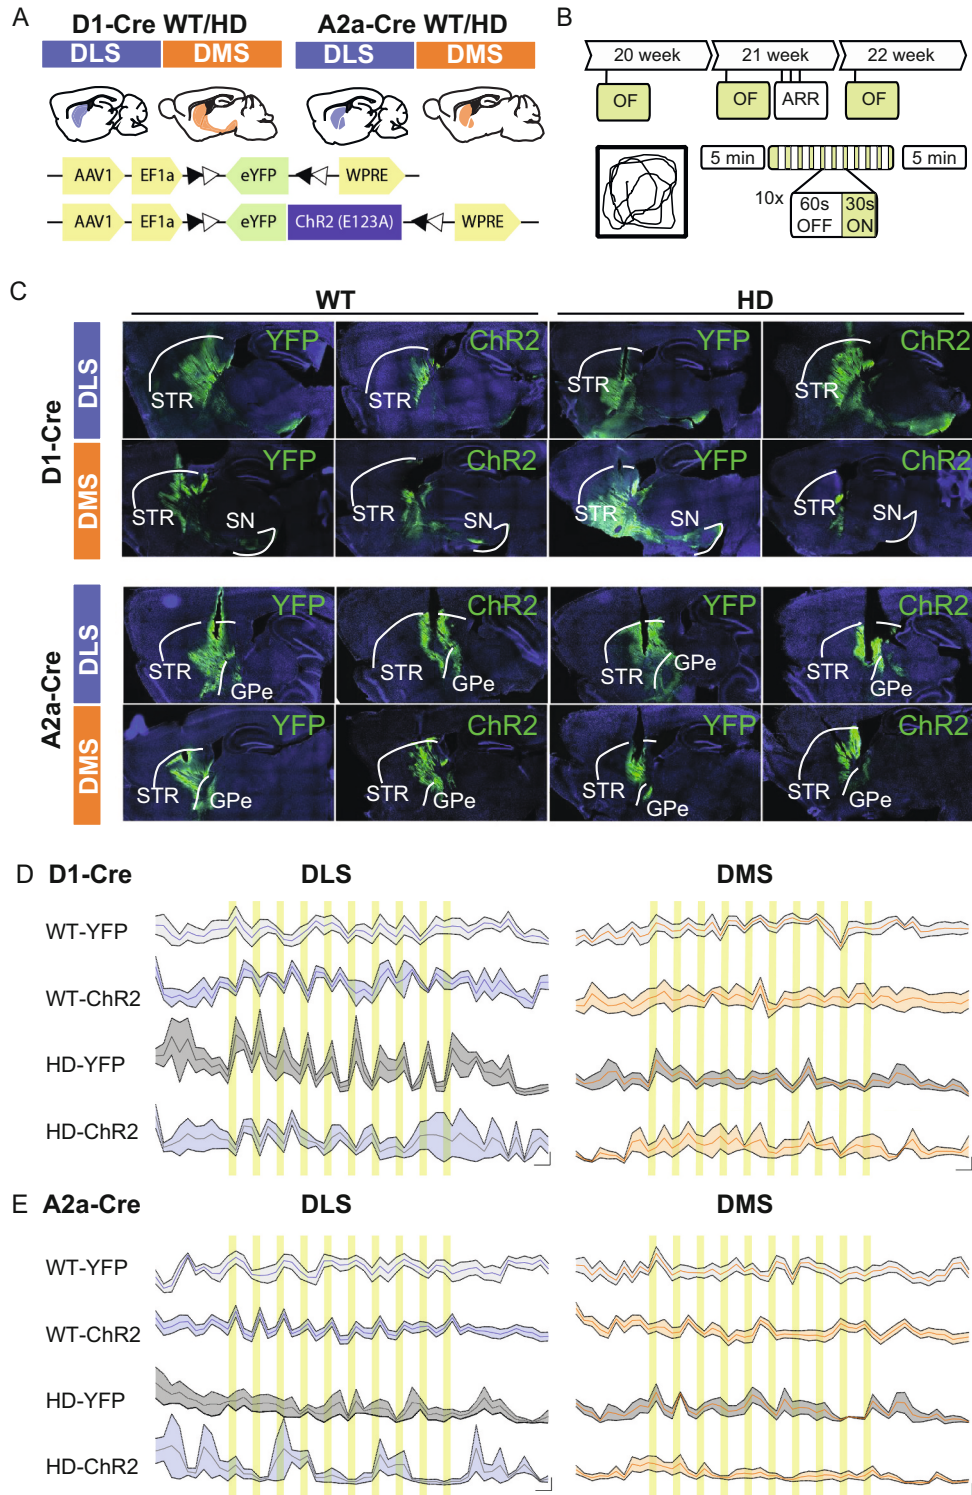 A
D1-Cre WT/HD
A2a-Cre WT/HD
DLS
DMS
DLS
DMS
AAV1
EF1a
eYFP
WPRE
AAV1
EF1a
eYFP
ChR2 (E123A)
WPRE
B
20 week
21 week
22 week
OF
OF
ARR
OF
5 min
5 min
10x
60s
OFF
30s
ON
C
WT
HD
D1-Cre
DLS
YFP
STR
ChR2
STR
YFP
STR
ChR2
STR
DMS
YFP
STR
SN
ChR2
STR
SN
YFP
STR
ChR2
STR
SN
A2a-Cre
DLS
YFP
STR
GPe
ChR2
STR
GPe
YFP
STR
GPe
ChR2
STR
GPe
DMS
YFP
STR
GPe
ChR2
STR
GPe
YFP
STR
GPe
ChR2
STR
GPe
D D1-Cre
DLS
DMS
WT-YFP
WT-ChR2
HD-YFP
HD-ChR2
E A2a-Cre
DLS
DMS
WT-YFP
WT-ChR2
HD-YFP
HD-ChR2